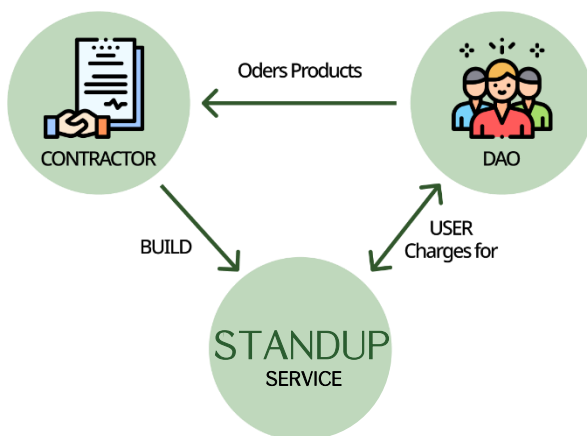 Oders Products
CONTRACTOR
DAO
BUILD
USER
Charges for
STANDUP
SERVICE